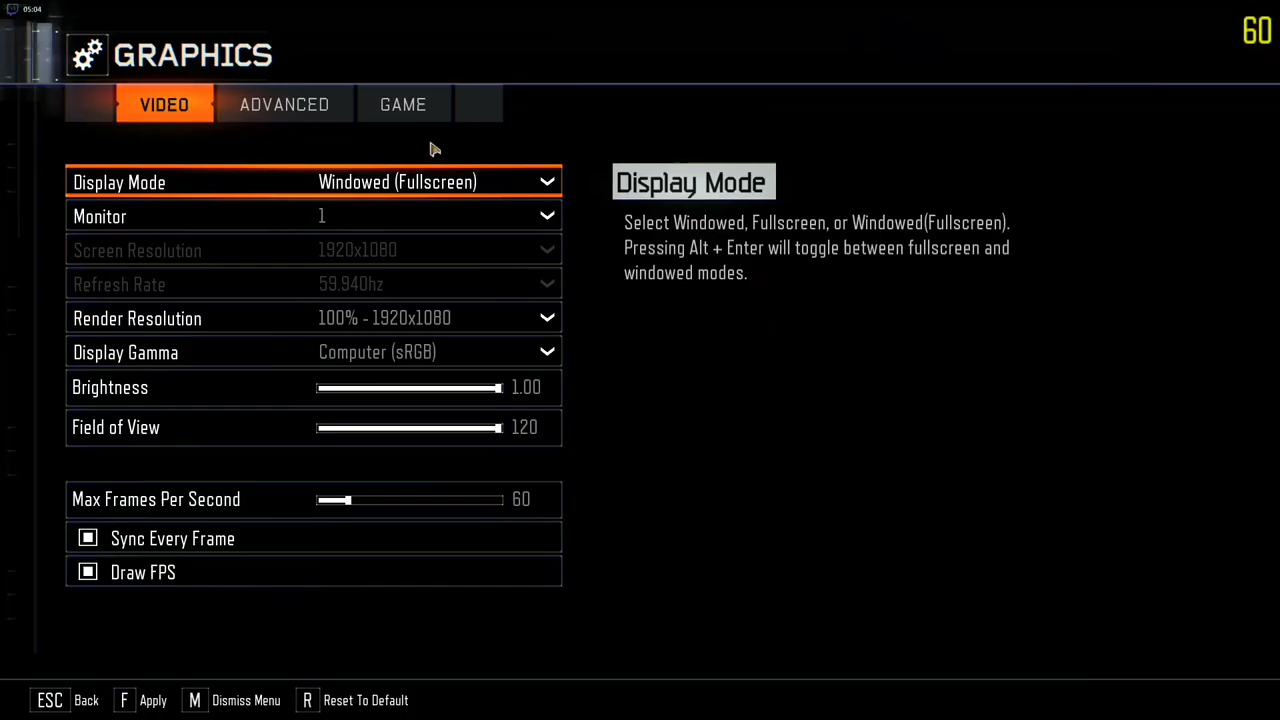 05:04
60
GRAPHICS
VIDEO ADVANCED GAME
Display Mode Windowed (Fullscreen)
Monitor 1
Screen Resolution 1920x1080
Refresh Rate 59.940hz
Render Resolution 100% - 1920x1080
Display Gamma Computer (sRGB)
Brightness 1.00
Field of View 120
Max Frames Per Second 60
Sync Every Frame
Draw FPS
Display Mode
Select Windowed, Fullscreen, or Windowed(Fullscreen).
Pressing Alt + Enter will toggle between fullscreen and
windowed modes.
ESC Back F Apply M Dismiss Menu R Reset To Default